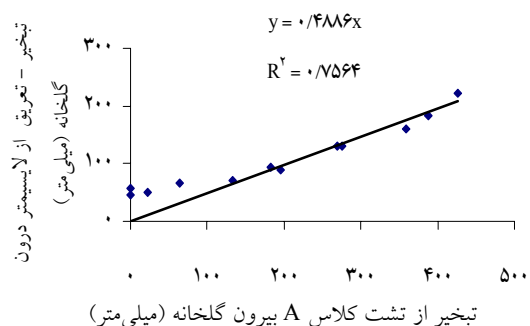 y = ۰/۴۸۸۶x
R۲ = ۰/۷۵۶۴
تبخیر – تعریق از لایسیمتر درون
گلخانه (میلی‌متر)
۳۰۰
۲۰۰
۱۰۰
۰
۰ ۱۰۰ ۲۰۰ ۳۰۰ ۴۰۰ ۵۰۰
تبخیر از تشت کلاس A بیرون گلخانه (میلی‌متر)